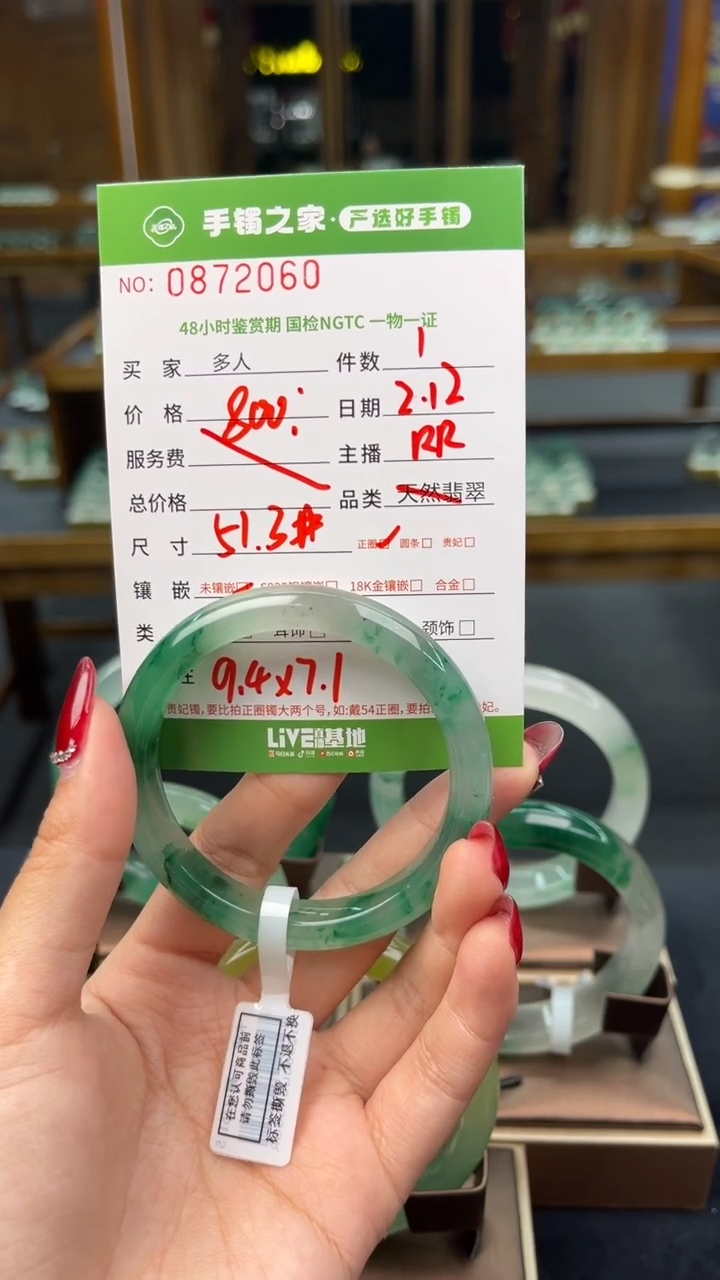 手镯之家·严选好手镯
NO: 0872060
48小时鉴赏期 国检NGTC 一物一证
买家 多人 件数 1
价格 800 日期 2.12
服务费 主播 RR
总价格 品类 天然翡翠
尺寸 51.3# 正圈 圆条 贵妃
镶嵌 未镶嵌 18K金镶嵌 合金
类 耳饰 颈饰
9.4x7.1
贵妃镯,要比拍正圈镯大两个号,如:戴54正圈,要拍 妃。
LiVE 基地
在您认可商品前
请勿撕毁此标签
标签撕毁 不退不换